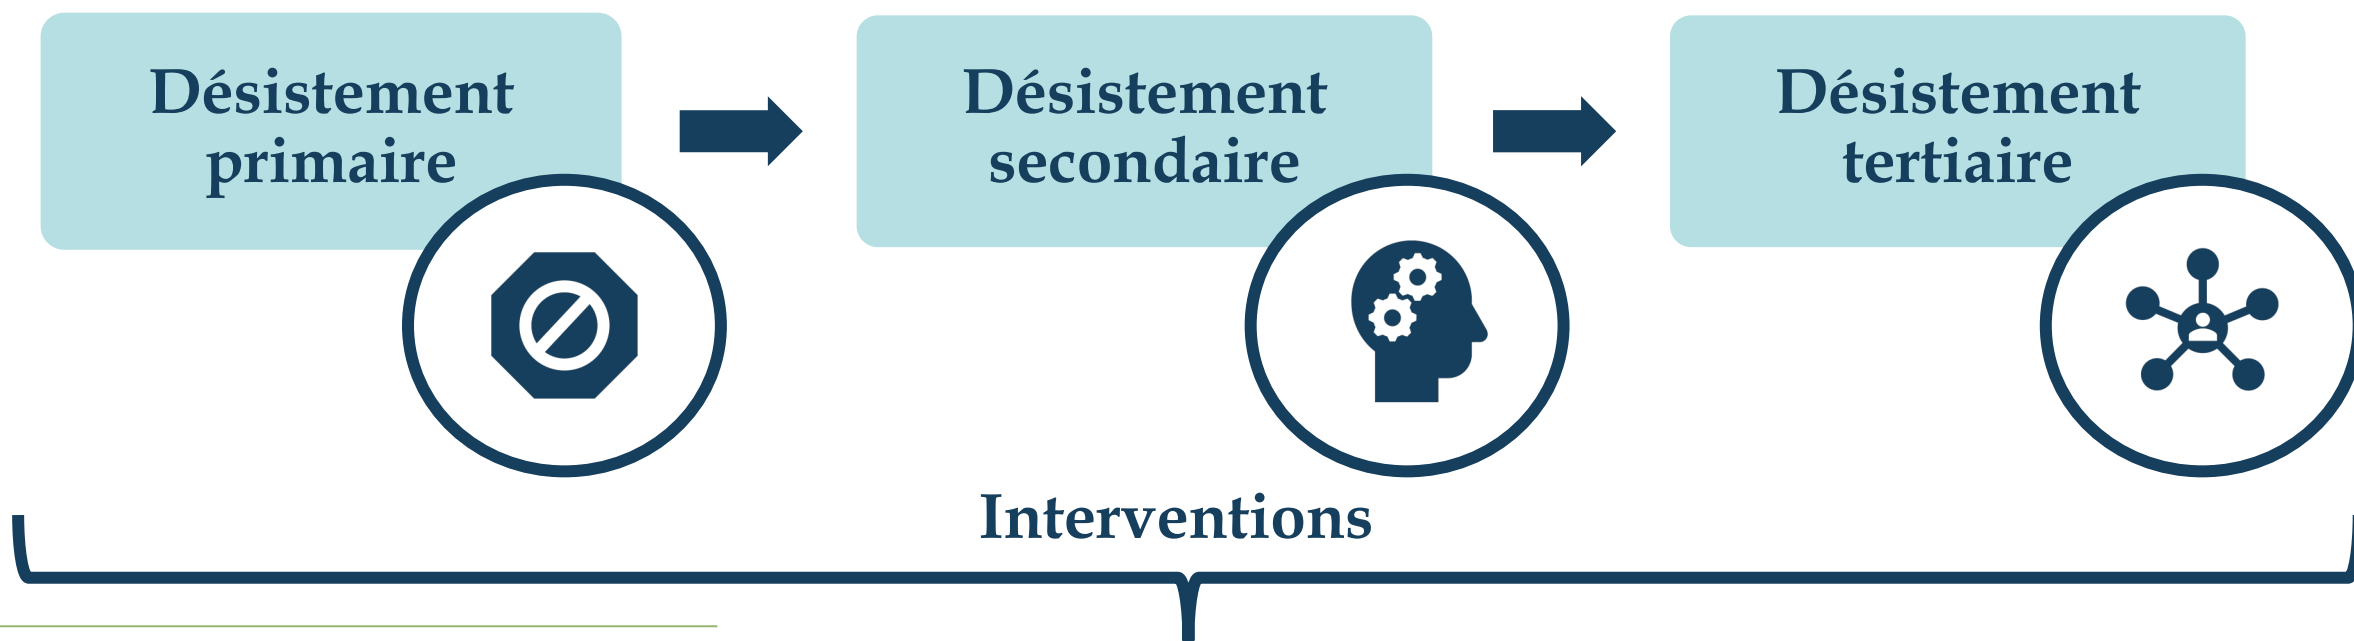 Désistement
primaire
Désistement
secondaire
Désistement
tertiaire
Interventions